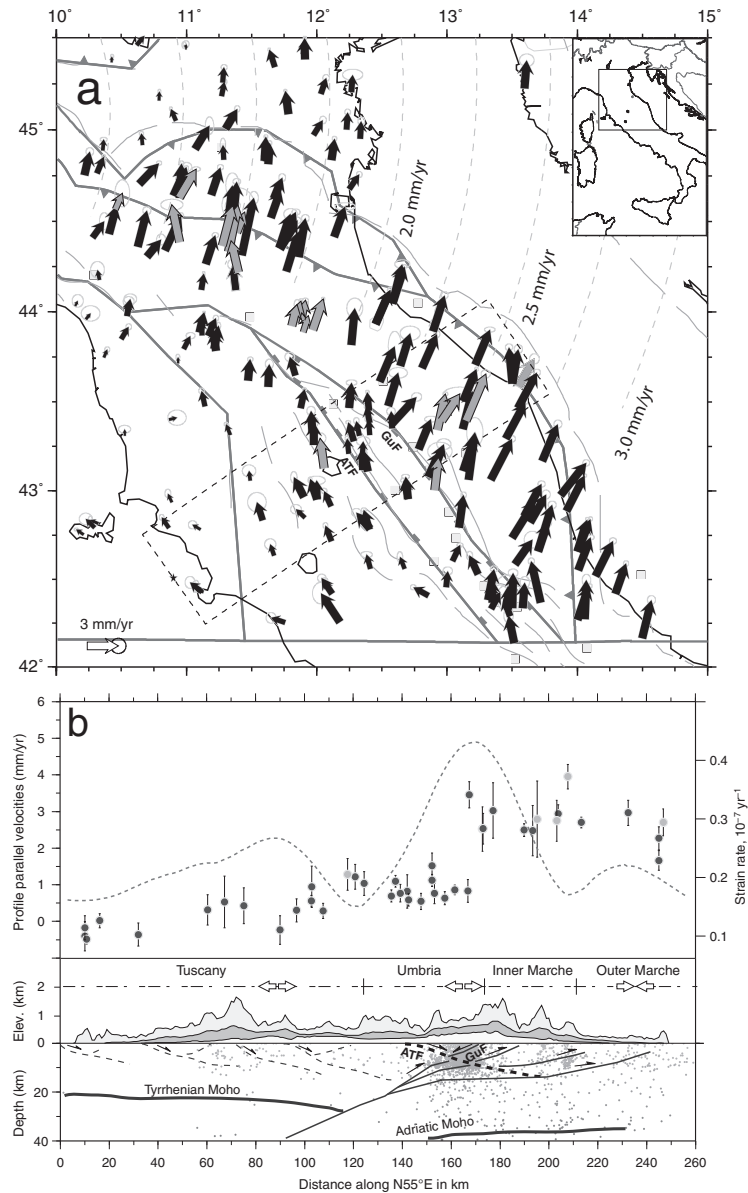 10° 11° 12° 13° 14° 15°
a
45°
2.0 mm/yr
2.5 mm/yr
44°
3.0 mm/yr
GuF
ATF
43°
3 mm/yr
42°
b
6
5
4
3
2
1
0
Profile parallel velocities (mm/yr)
0.4
0.3
0.2
0.1
Strain rate, 10⁻⁷ yr⁻¹
Tuscany Umbria Inner Marche Outer Marche
2
1
0
Elev. (km)
ATF GuF
Tyrrhenian Moho
Adriatic Moho
20
40
Depth (km)
0 20 40 60 80 100 120 N55 160 180 200 220 240 260
Distance along N55°E in km